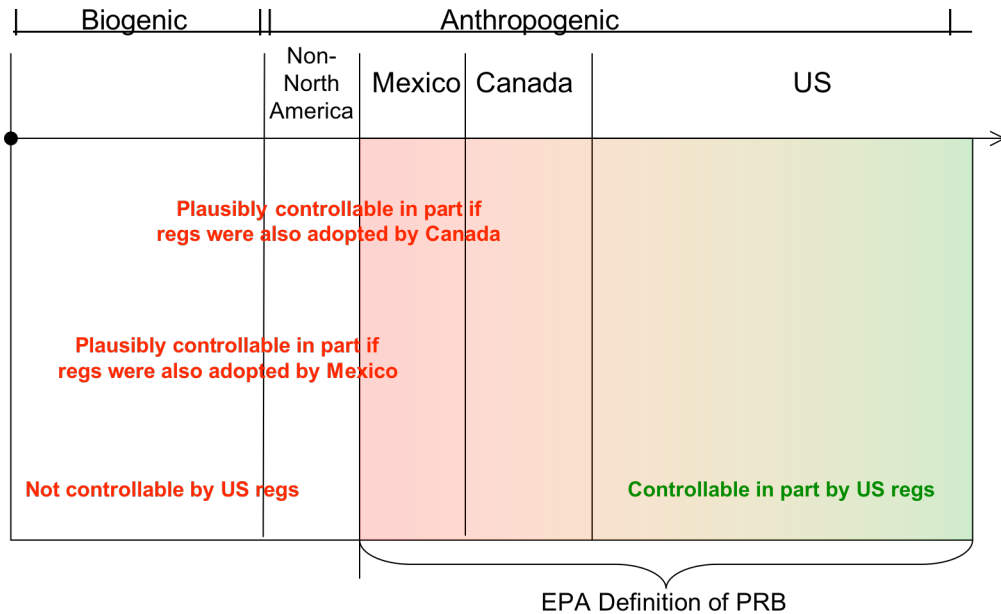 Biogenic
Anthropogenic
Non-
North
America
Mexico
Canada
US
Plausibly controllable in part if
regs were also adopted by Canada
Plausibly controllable in part if
regs were also adopted by Mexico
Not controllable by US regs
Controllable in part by US regs
EPA Definition of PRB